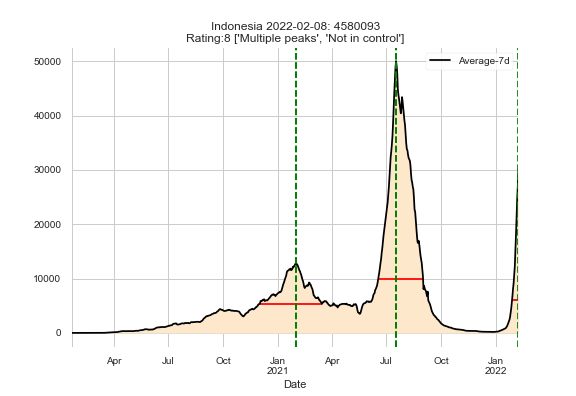 Indonesia 2022-02-08: 4580093
Rating:8 ['Multiple peaks', 'Not in control']
Average-7d
50000
40000
30000
20000
10000
0
Apr Jul Oct Jan Apr Jul Oct Jan
2021 2022
Date